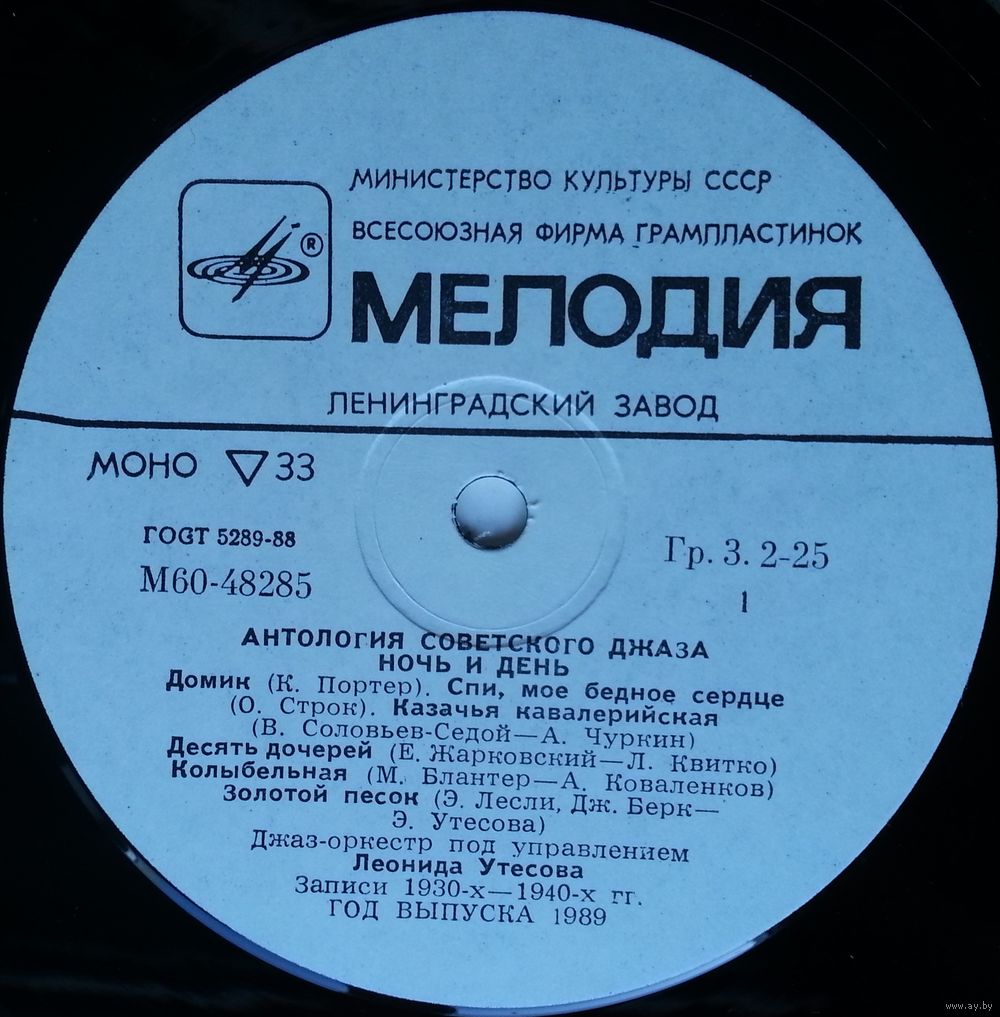 МИНИСТЕРСТВО КУЛЬТУРЫ СССР
ВСЕСОЮЗНАЯ ФИРМА ГРАМПЛАСТИНОК
®
МЕЛОДИЯ
ЛЕНИНГРАДСКИЙ ЗАВОД
МОНО ▽ 33
ГОСТ 5289-88
М60-48285
Гр. 3. 2-25
1
АНТОЛОГИЯ СОВЕТСКОГО ДЖАЗА
НОЧЬ И ДЕНЬ
Домик (К. Портер). Спи, мое бедное сердце
(О. Строк). Казачья кавалерийская
(В. Соловьев-Седой—А. Чуркин)
Десять дочерей (Е. Жарковский—Л. Квитко)
Колыбельная (М. Блантер—А. Коваленков)
Золотой песок (Э. Лесли, Дж. Берк—
Э. Утесова)
Джаз-оркестр под управлением
Леонида Утесова
Записи 1930-х—1940-х гг.
ГОД ВЫПУСКА 1989
www.ay.by